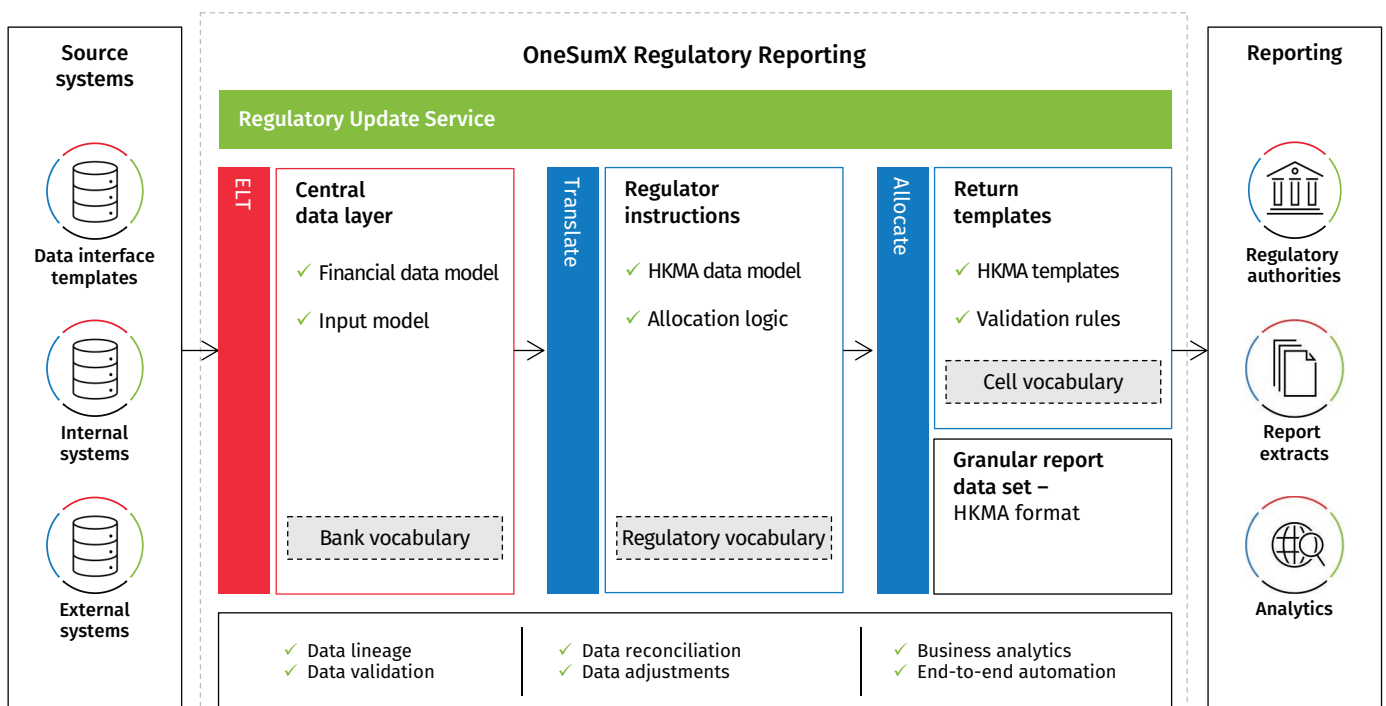 Source
systems
Data interface
templates
Internal
systems
External
systems
OneSumX Regulatory Reporting
Regulatory Update Service
ELT
Central
data layer
Financial data model
Input model
Bank vocabulary
Translate
Regulator
instructions
HKMA data model
Allocation logic
Regulatory vocabulary
Allocate
Return
templates
HKMA templates
Validation rules
Cell vocabulary
Granular report
data set –
HKMA format
Data lineage
Data validation
Data reconciliation
Data adjustments
Business analytics
End-to-end automation
Reporting
Regulatory
authorities
Report
extracts
Analytics